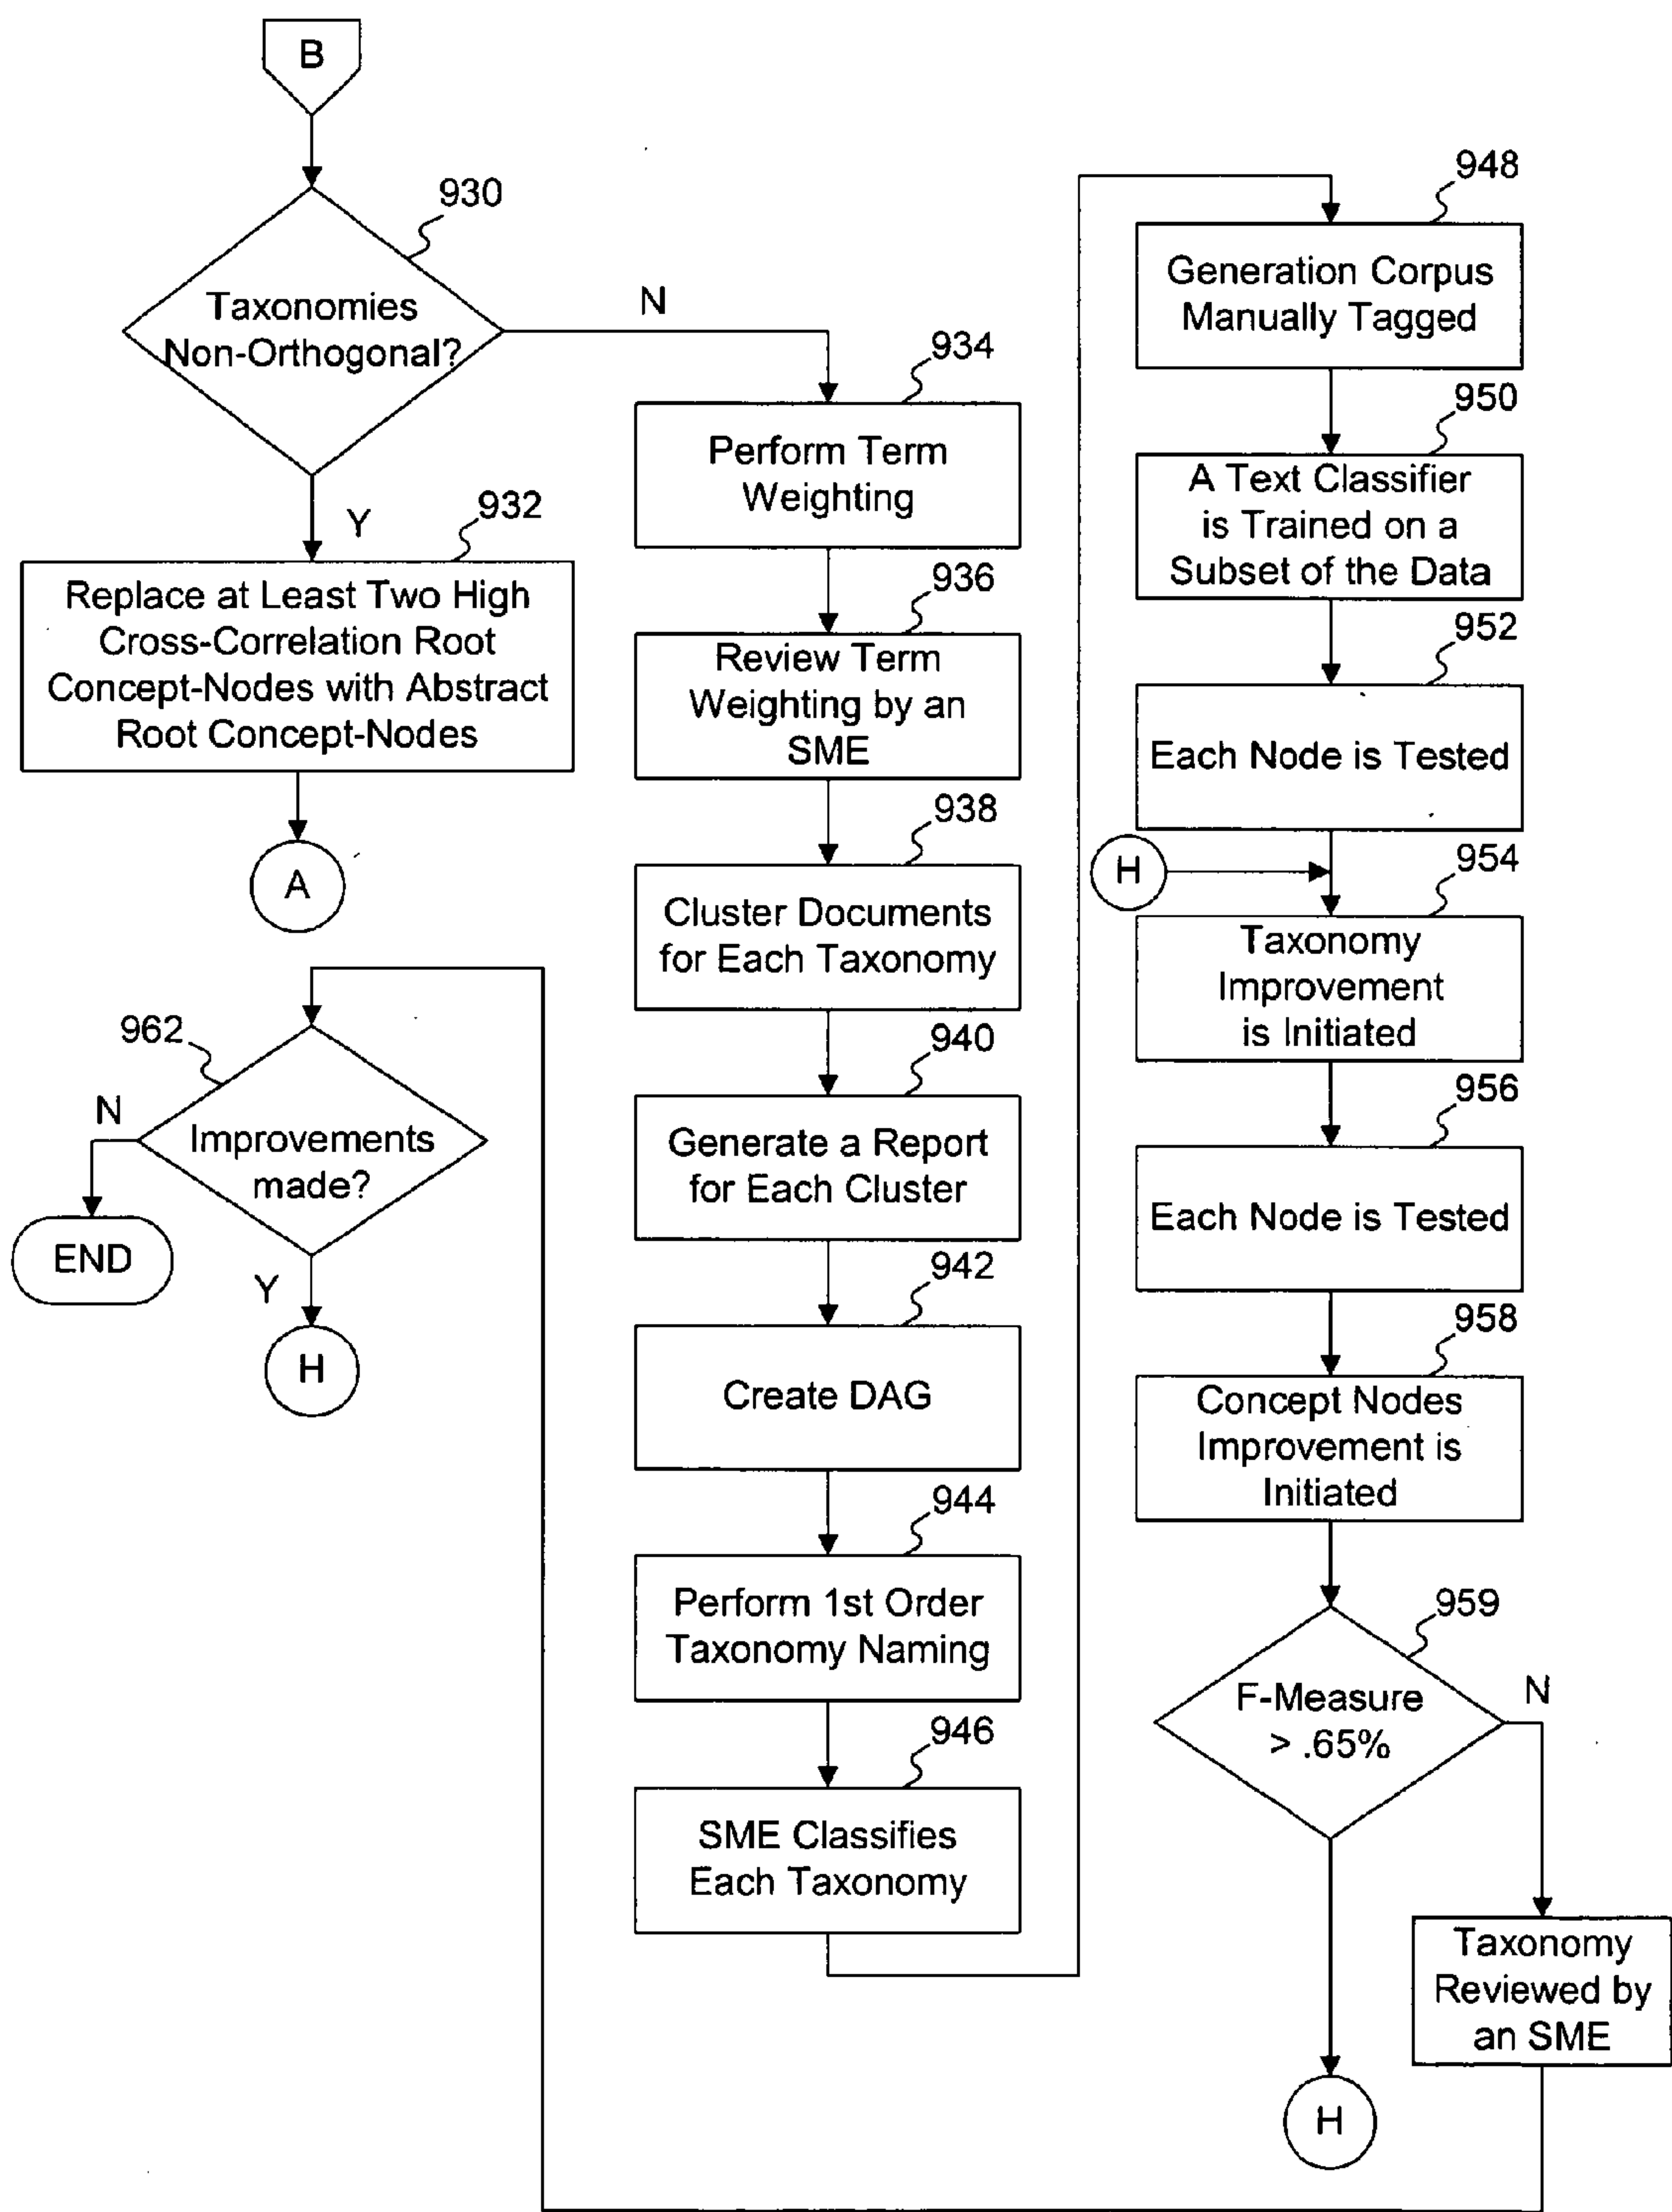 B
930
Taxonomies
Non-Orthogonal?
N
Y
932
Replace at Least Two High
Cross-Correlation Root
Concept-Nodes with Abstract
Root Concept-Nodes
A
934
Perform Term
Weighting
936
Review Term
Weighting by an
SME
938
Cluster Documents
for Each Taxonomy
940
Generate a Report
for Each Cluster
942
Create DAG
944
Perform 1st Order
Taxonomy Naming
946
SME Classifies
Each Taxonomy
948
Generation Corpus
Manually Tagged
950
A Text Classifier
is Trained on a
Subset of the Data
952
Each Node is Tested
H
954
Taxonomy
Improvement
is Initiated
956
Each Node is Tested
958
Concept Nodes
Improvement is
Initiated
959
F-Measure
> .65%
N
H
Taxonomy
Reviewed by
an SME
962
Improvements
made?
N
END
Y
H